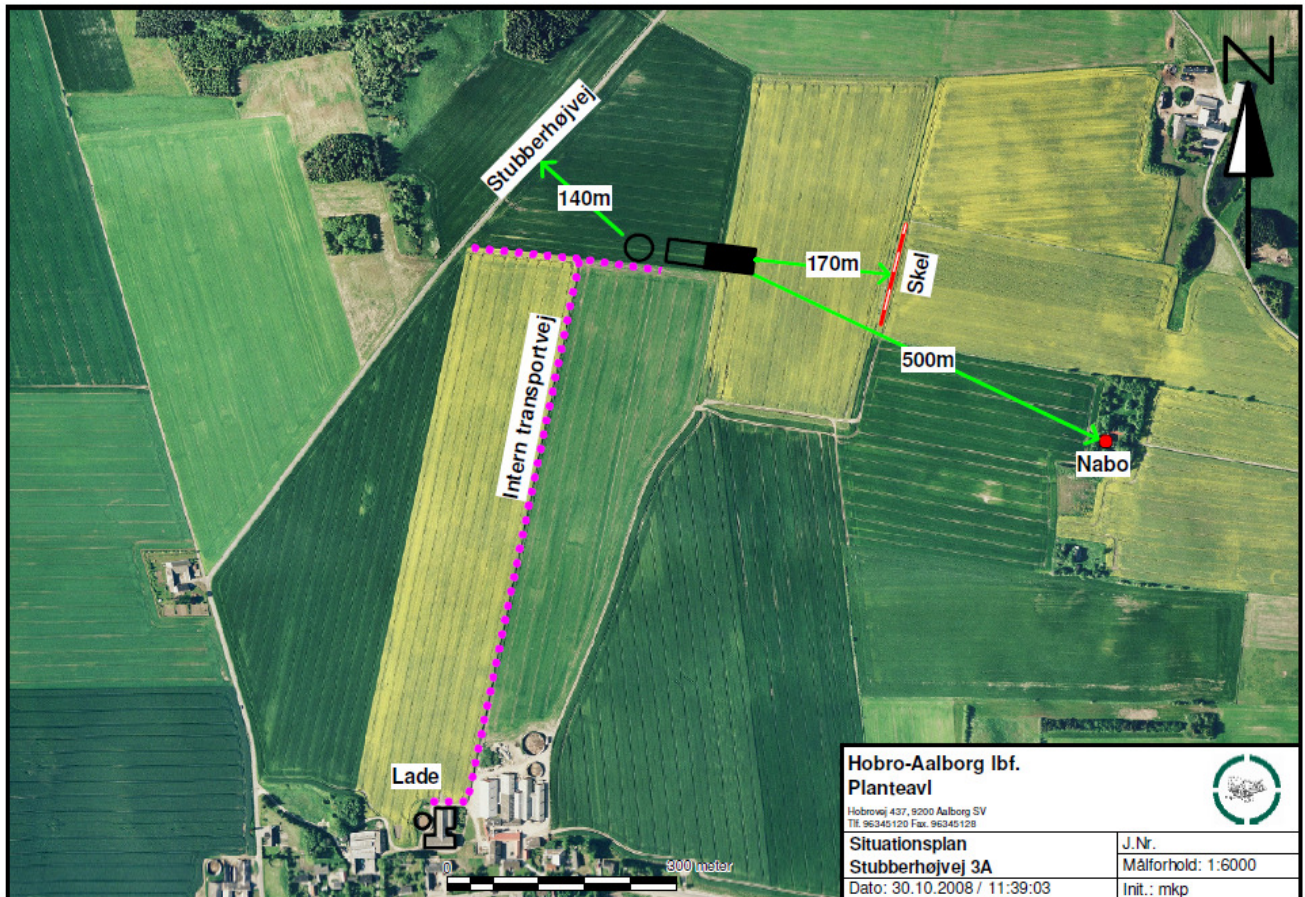 N
Stubberhøjvej
140m
170m
Skel
500m
Intern transportvej
Nabo
Lade
0
300 meter
Hobro-Aalborg lbf.
Planteavl
Hobrovej 437, 9200 Aalborg SV
Tlf. 96345120 Fax. 96345128
Situationsplan
Stubberhøjvej 3A
J.Nr.
Målforhold: 1:6000
Dato: 30.10.2008 / 11:39:03
Init.: mkp